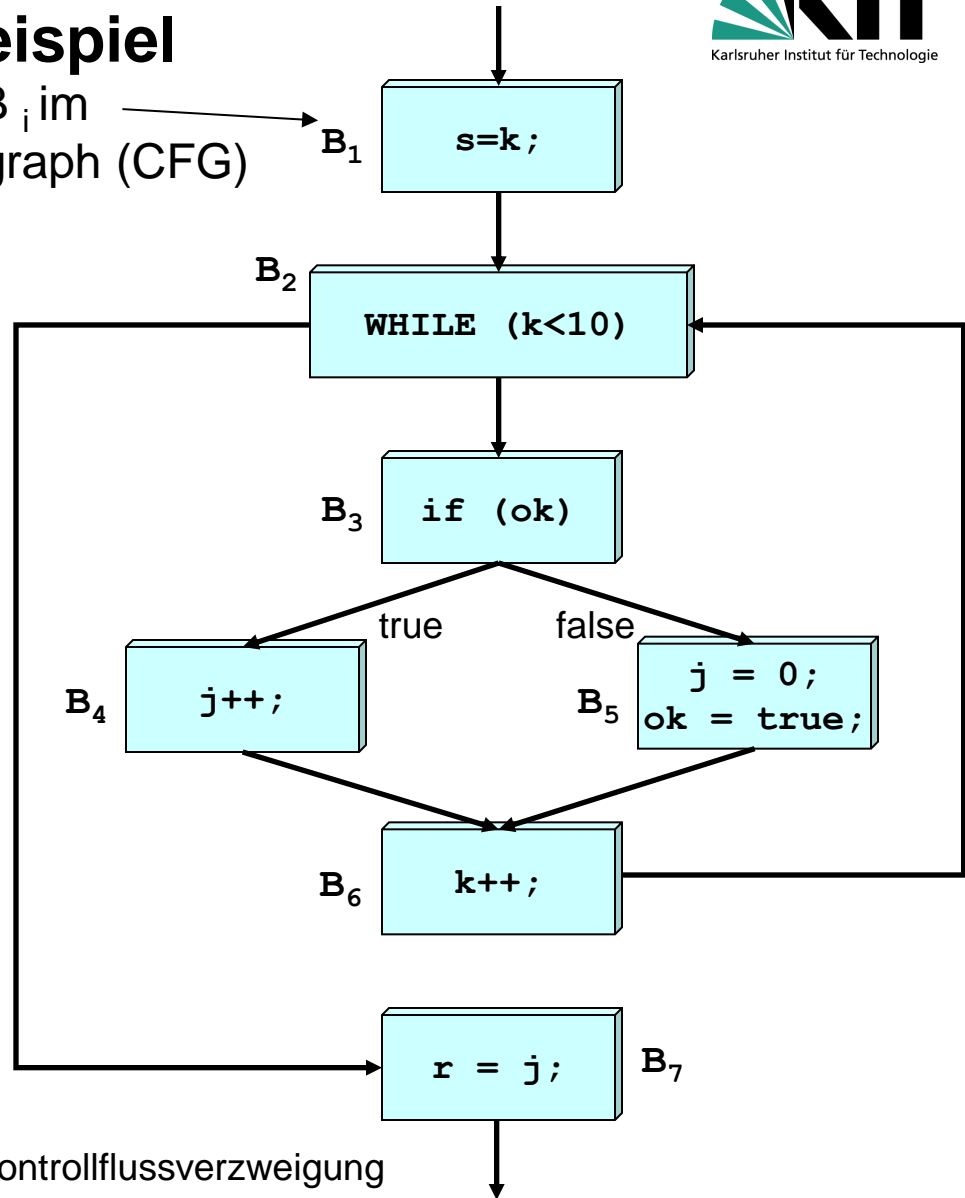 eispiel
Karlsruher Institut für Technologie
i im
graph (CFG)
B1
s=k;
B2
WHILE (k<10)
B3
if (ok)
true
false
B4
j++;
B5
j = 0;
ok = true;
B6
k++;
r = j;
B7
ontrollflussverzweigung